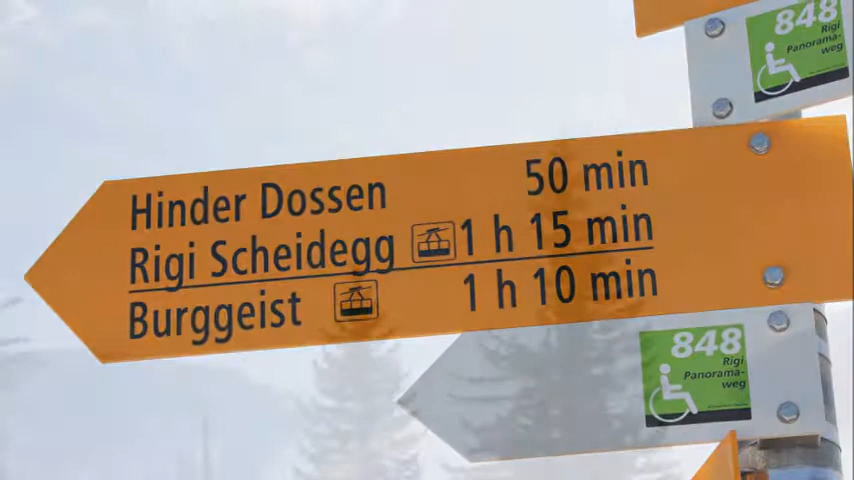 848
Rigi
Panorama-
weg
Hinder Dossen 50 min
Rigi Scheidegg 1 h 15 min
Burggeist 1 h 10 min
848
Rigi
Panorama-
weg